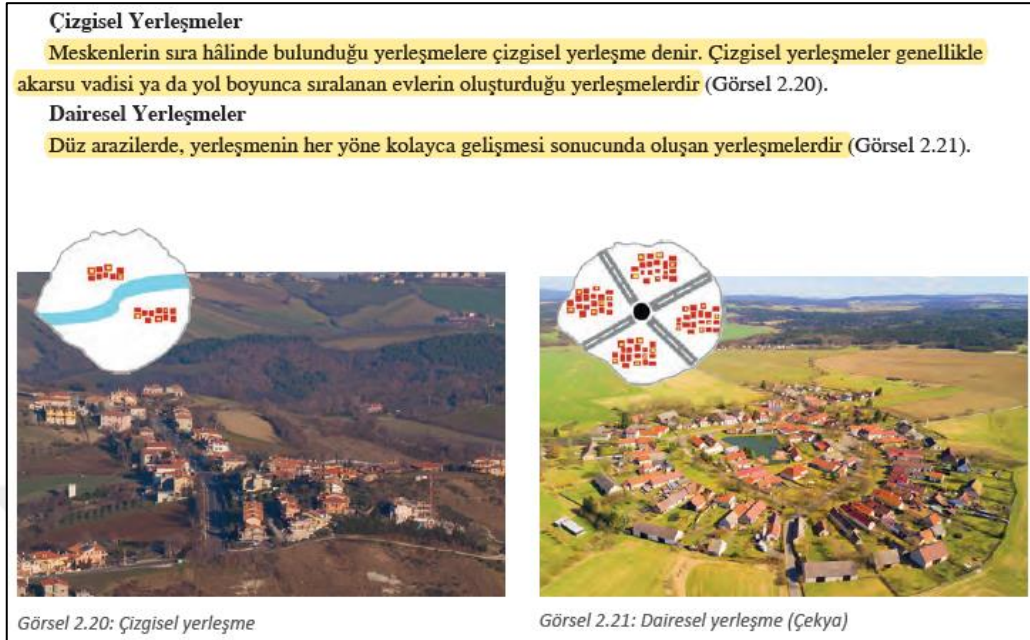 Çizgisel Yerleşmeler
Meskenlerin sıra hâlinde bulunduğu yerleşmelere çizgisel yerleşme denir. Çizgisel yerleşmeler genellikle
akarsu vadisi ya da yol boyunca sıralanan evlerin oluşturduğu yerleşmelerdir (Görsel 2.20).
Dairesel Yerleşmeler
Düz arazilerde, yerleşmenin her yöne kolayca gelişmesi sonucunda oluşan yerleşmelerdir (Görsel 2.21).
Görsel 2.20: Çizgisel yerleşme
Görsel 2.21: Dairesel yerleşme (Çekya)